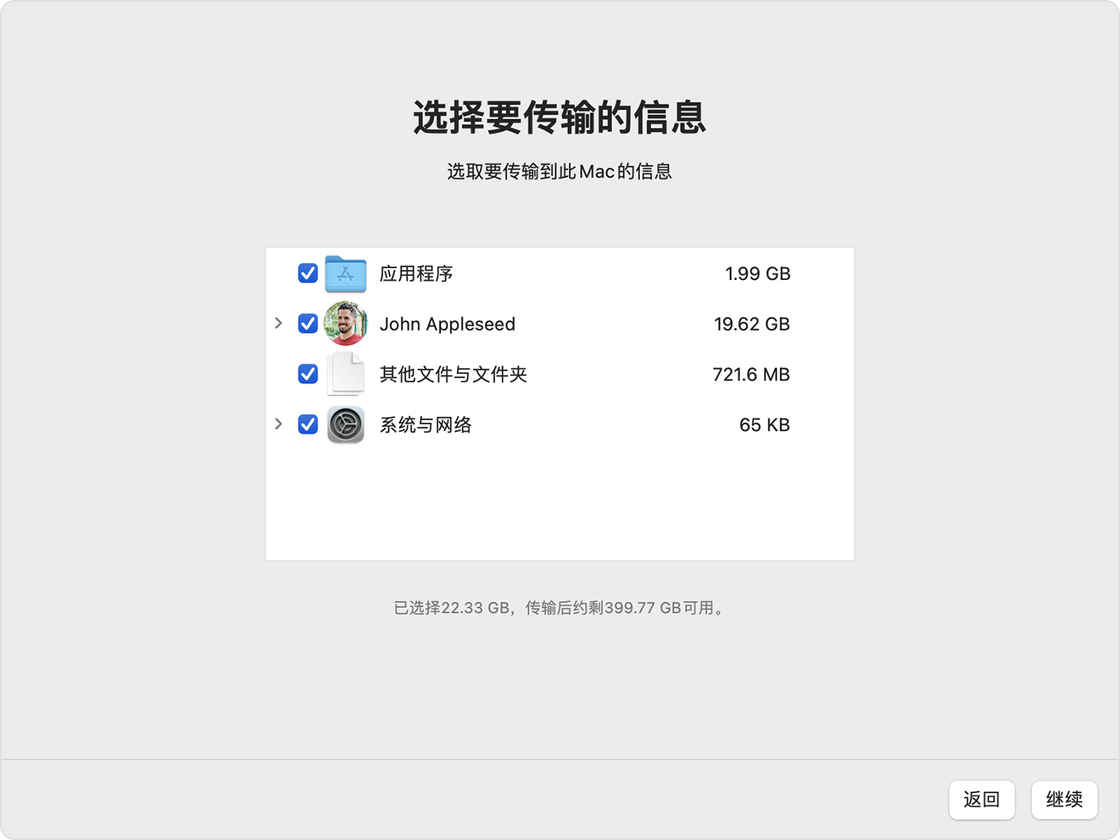 选择要传输的信息
选取要传输到此Mac的信息
应用程序 1.99 GB
John Appleseed 19.62 GB
其他文件与文件夹 721.6 MB
系统与网络 65 KB
已选择22.33 GB，传输后约剩399.77 GB可用。
返回 继续